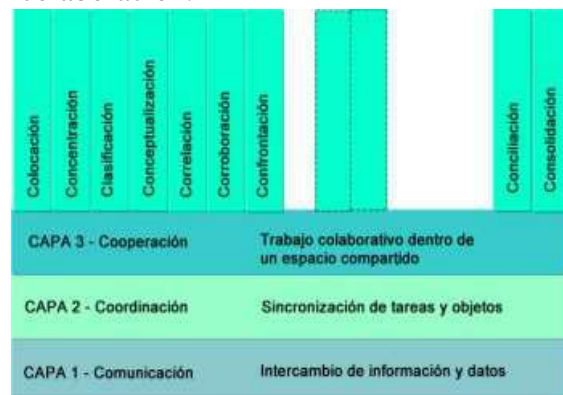 Colocación
Concentración
Clasificación
Conceptualización
Correlación
Corroboración
Confrontación
Conciliación
Consolidación
CAPA 3 - Cooperación
Trabajo colaborativo dentro de
un espacio compartido
CAPA 2 - Coordinación
Sincronización de tareas y objetos
CAPA 1 - Comunicación
Intercambio de información y datos